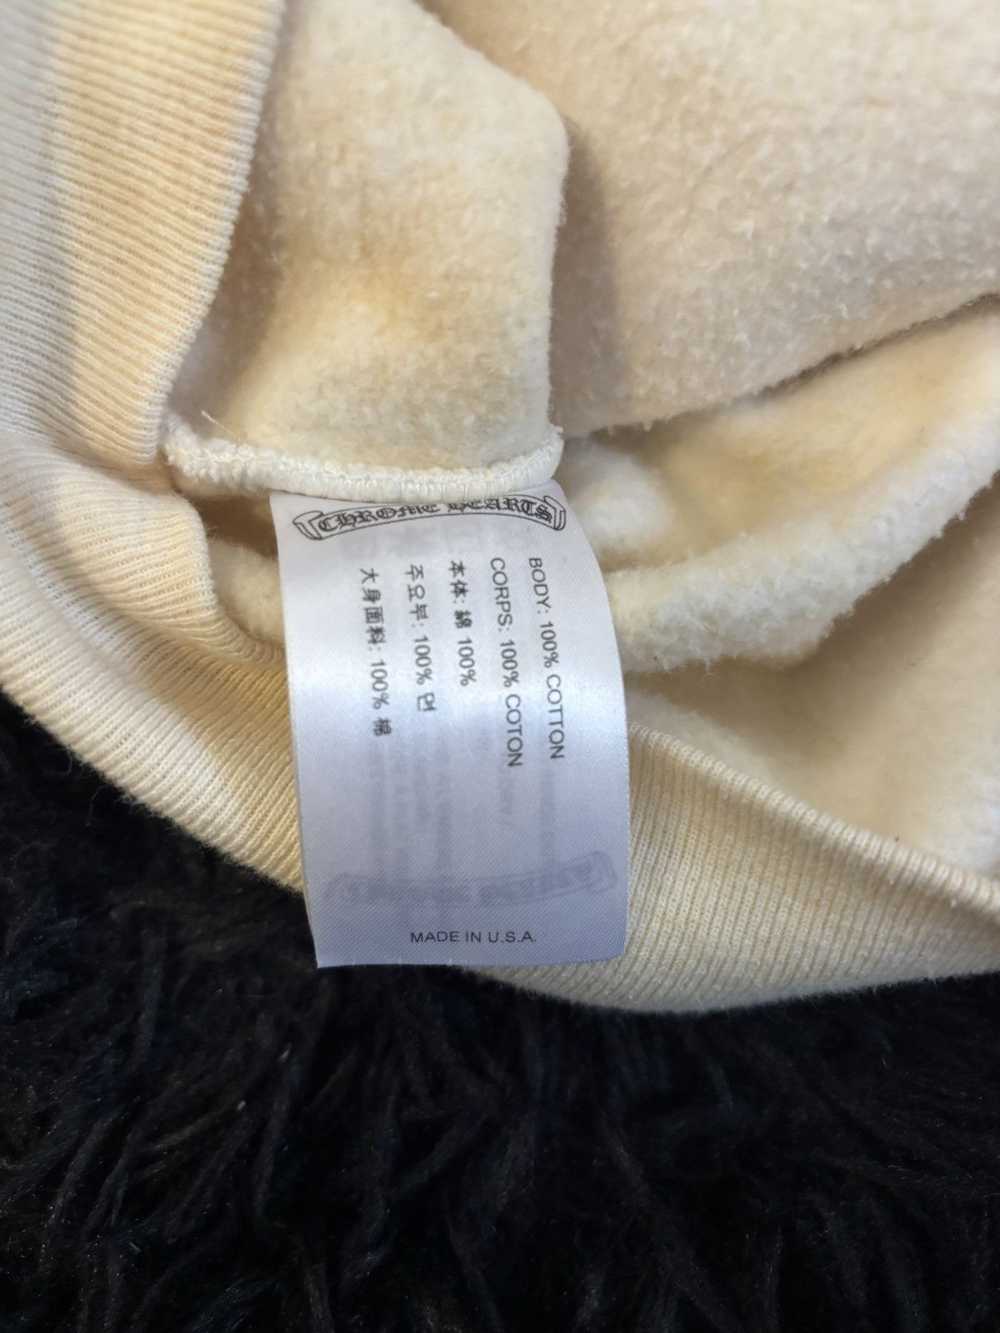 CHROME HEARTS
BODY: 100% COTTON
CORPS: 100% COTON
本体: 綿 100%
주요부: 100% 면
大身面料: 100% 棉
MADE IN U.S.A.